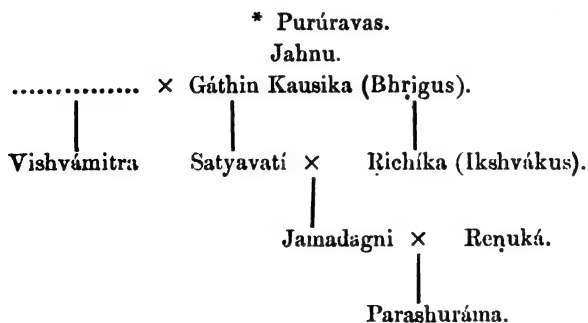 * Purúravas.
Jahnu.
............... × Gáthin Kausika (Bhṛigus).
Vishvámitra Satyavatí × Ṛichíka (Ikshvákus).
Jamadagni × Reṇuká.
Parashuráma.